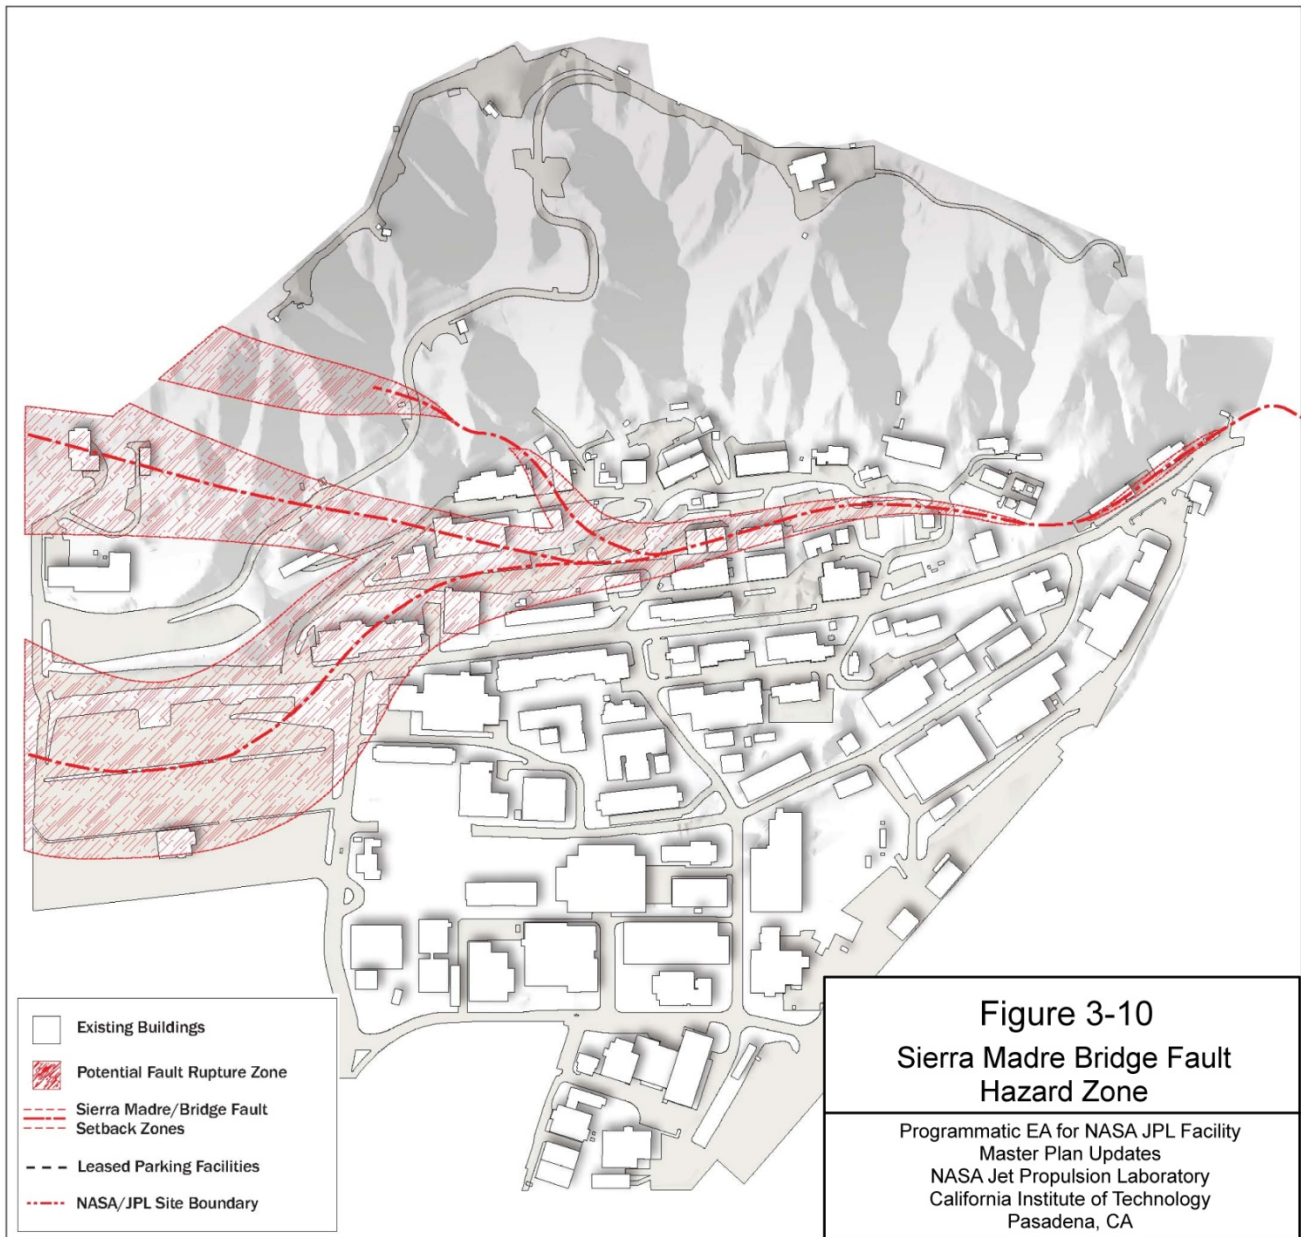 Existing Buildings
Potential Fault Rupture Zone
Sierra Madre/Bridge Fault
Setback Zones
Leased Parking Facilities
NASA/JPL Site Boundary
Figure 3-10
Sierra Madre Bridge Fault
Hazard Zone
Programmatic EA for NASA JPL Facility
Master Plan Updates
NASA Jet Propulsion Laboratory
California Institute of Technology
Pasadena, CA